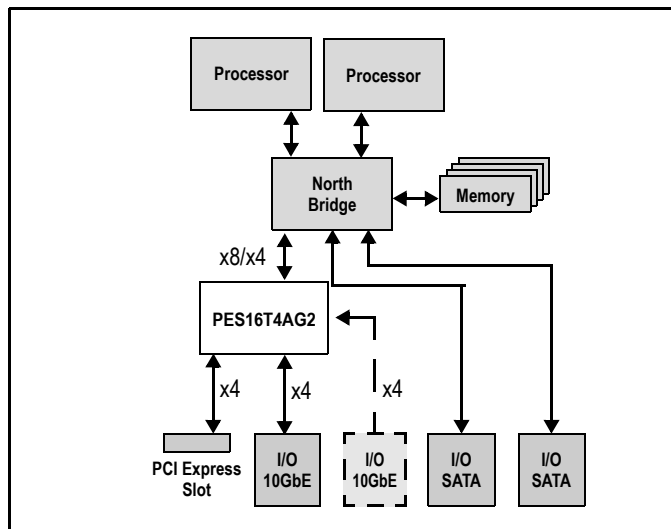 Processor
Processor
North
Bridge
Memory
x8/x4
PES16T4AG2
x4
x4
x4
PCI Express
Slot
I/O
10GbE
I/O
10GbE
I/O
SATA
I/O
SATA